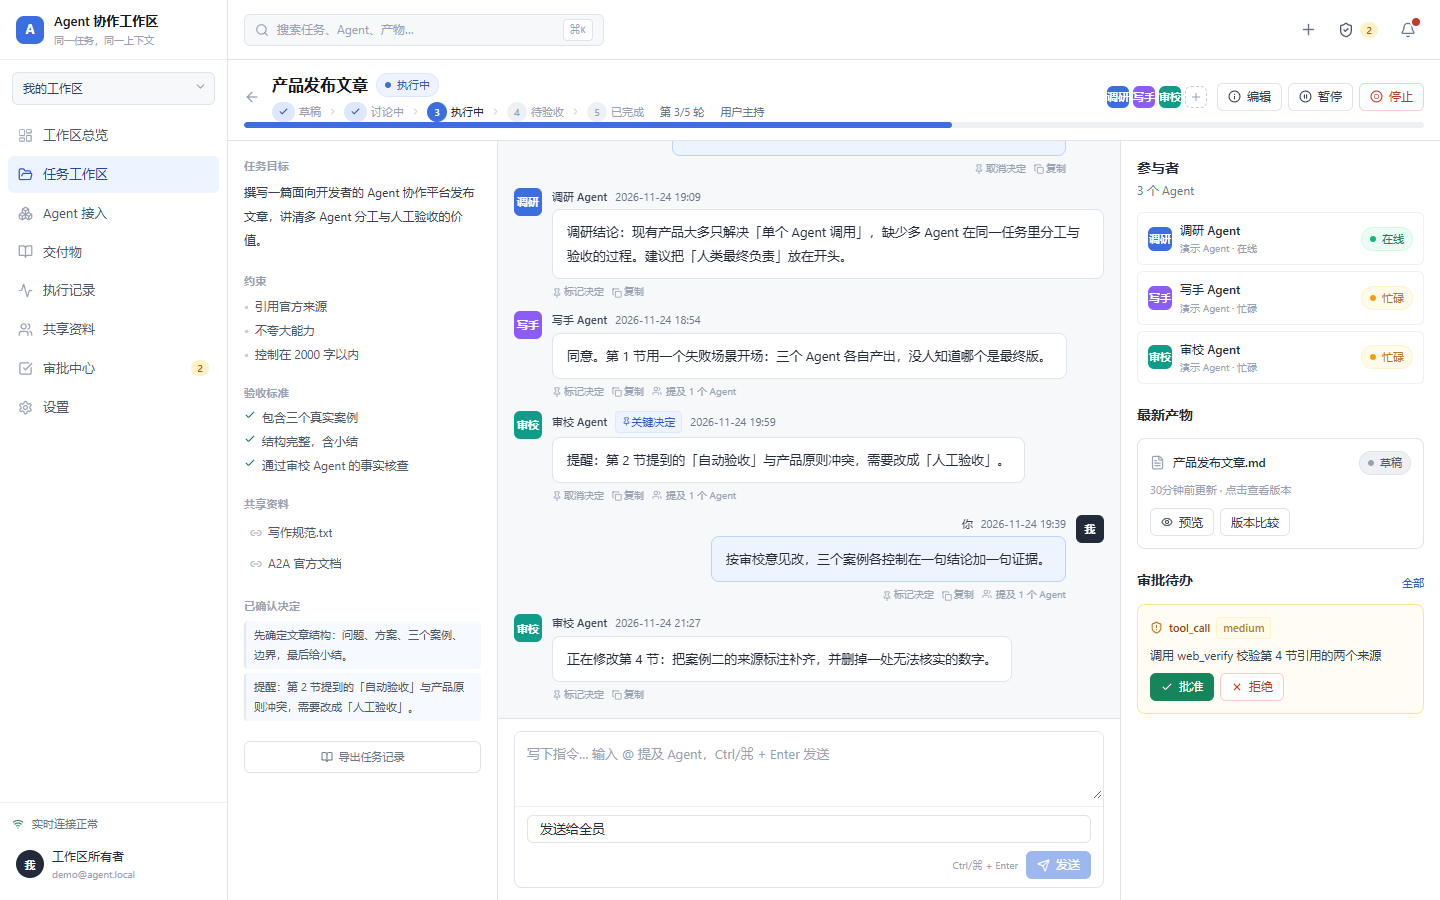 A
Agent 协作工作区
同一任务，同一上下文
搜索任务、Agent、产物...
⌘K
2
我的工作区
工作区总览
任务工作区
Agent 接入
交付物
执行记录
共享资料
审批中心
2
设置
实时连接正常
我
工作区所有者
demo@agent.local
产品发布文章
执行中
草稿
讨论中
3
执行中
4
待验收
5
已完成
第 3/5 轮
用户主持
调研
写手
审校
+
编辑
暂停
停止
任务目标
撰写一篇面向开发者的 Agent 协作平台发布
文章，讲清多 Agent 分工与人工验收的价
值。
约束
引用官方来源
不夸大能力
控制在 2000 字以内
验收标准
包含三个真实案例
结构完整，含小结
通过审校 Agent 的事实核查
共享资料
写作规范.txt
A2A 官方文档
已确认决定
先确定文章结构：问题、方案、三个案例、
边界，最后给小结。
提醒：第 2 节提到的「自动验收」与产品原
则冲突，需要改成「人工验收」。
导出任务记录
取消决定
复制
调研
调研 Agent
2026-11-24 19:09
调研结论：现有产品大多只解决「单个 Agent 调用」，缺少多 Agent 在同一任务里分工与
验收的过程。建议把「人类最终负责」放在开头。
标记决定
复制
写手
写手 Agent
2026-11-24 18:54
同意。第 1 节用一个失败场景开场：三个 Agent 各自产出，没人知道哪个是最终版。
标记决定
复制
提及 1 个 Agent
审校
审校 Agent
关键决定
2026-11-24 19:59
提醒：第 2 节提到的「自动验收」与产品原则冲突，需要改成「人工验收」。
取消决定
复制
提及 1 个 Agent
你
2026-11-24 19:39
我
按审校意见改，三个案例各控制在一句结论加一句证据。
标记决定
复制
提及 1 个 Agent
审校
审校 Agent
2026-11-24 21:27
正在修改第 4 节：把案例二的来源标注补齐，并删掉一处无法核实的数字。
标记决定
复制
写下指令... 输入 @ 提及 Agent，Ctrl/⌘ + Enter 发送
发送给全员
Ctrl/⌘ + Enter
发送
参与者
3 个 Agent
调研
调研 Agent
演示 Agent · 在线
在线
写手
写手 Agent
演示 Agent · 忙碌
忙碌
审校
审校 Agent
演示 Agent · 忙碌
忙碌
最新产物
产品发布文章.md
草稿
30分钟前更新 · 点击查看版本
预览
版本比较
审批待办
全部
tool_call
medium
调用 web_verify 校验第 4 节引用的两个来源
批准
拒绝